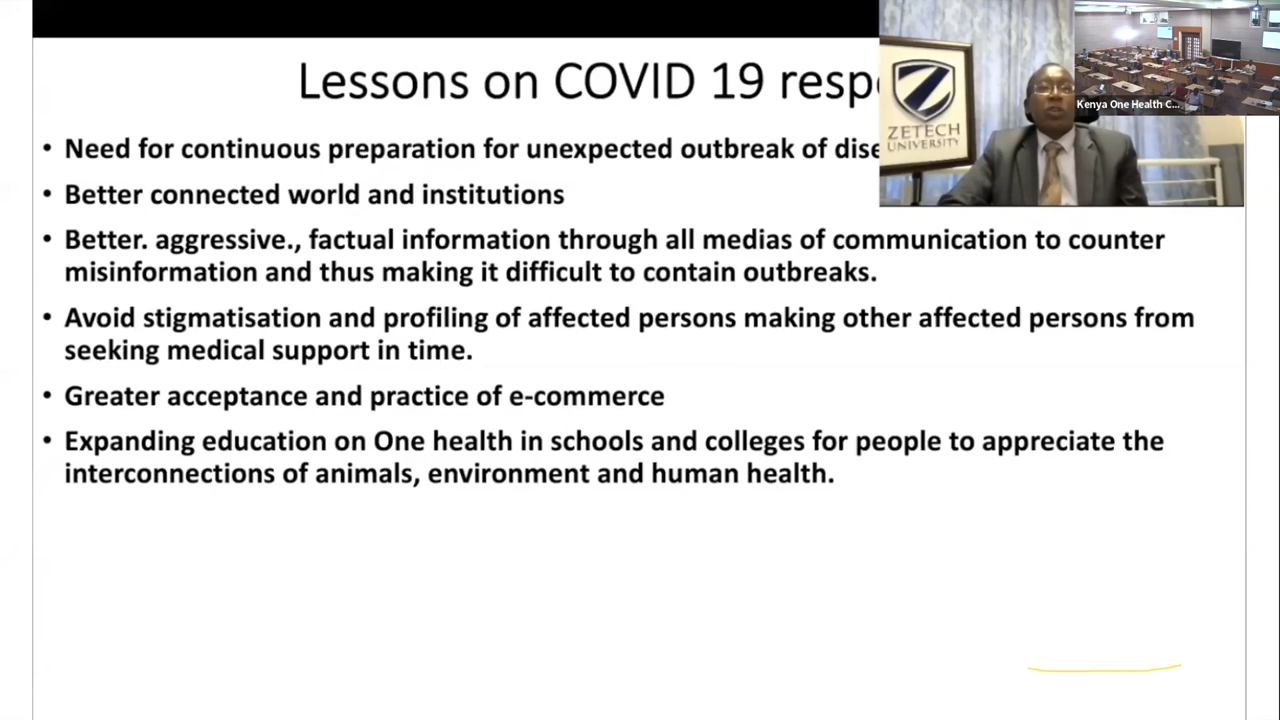 Lessons on COVID 19
• Need for continuous preparation for unexpected outbreak of
• Better connected world and institutions
• Better. aggressive., factual information through all medias of communication to counter
misinformation and thus making it difficult to contain outbreaks.
• Avoid stigmatisation and profiling of affected persons making other affected persons from
seeking medical support in time.
• Greater acceptance and practice of e-commerce
• Expanding education on One health in schools and colleges for people to appreciate the
interconnections of animals, environment and human health.
ZETECH
UNIVERSITY
Kenya One Health C...